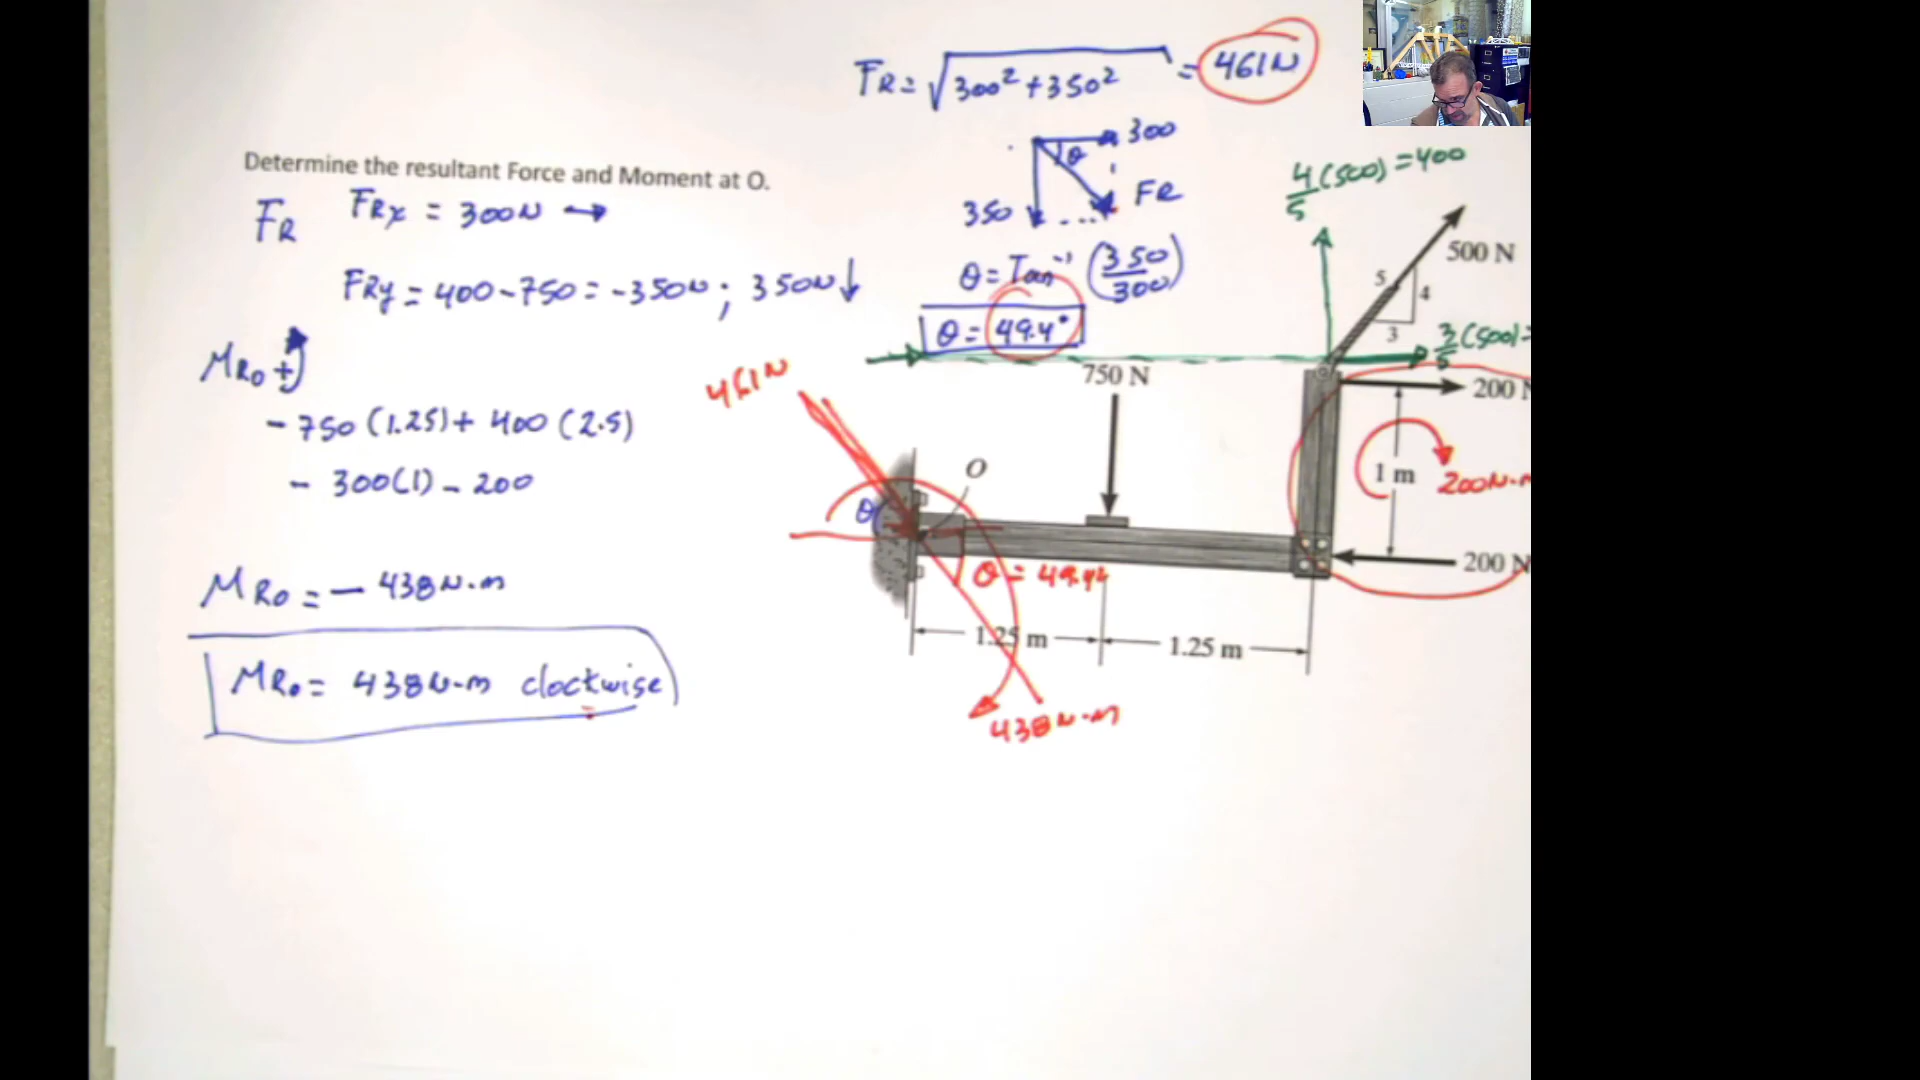 FR = √300² + 350² = 461N
Determine the resultant Force and Moment at O.
FR FRx = 300N →
FRy = 400 - 750 = -350N ; 350N ↓
300
θ
350
FR
θ = Tan⁻¹ (350/300)
θ = 49.4°
MRO +
- 750 (1.25) + 400 (2.5)
- 300(1) - 200
MRO = - 438 N-m
MRO = 438 N-m clockwise
4/5 (500) = 400
500 N
5
4
3
3/5 (500) =
461N
750 N
200 N
1 m
200N-m
O
θ
200 N
θ = 49.4°
1.25 m
1.25 m
438 N-m